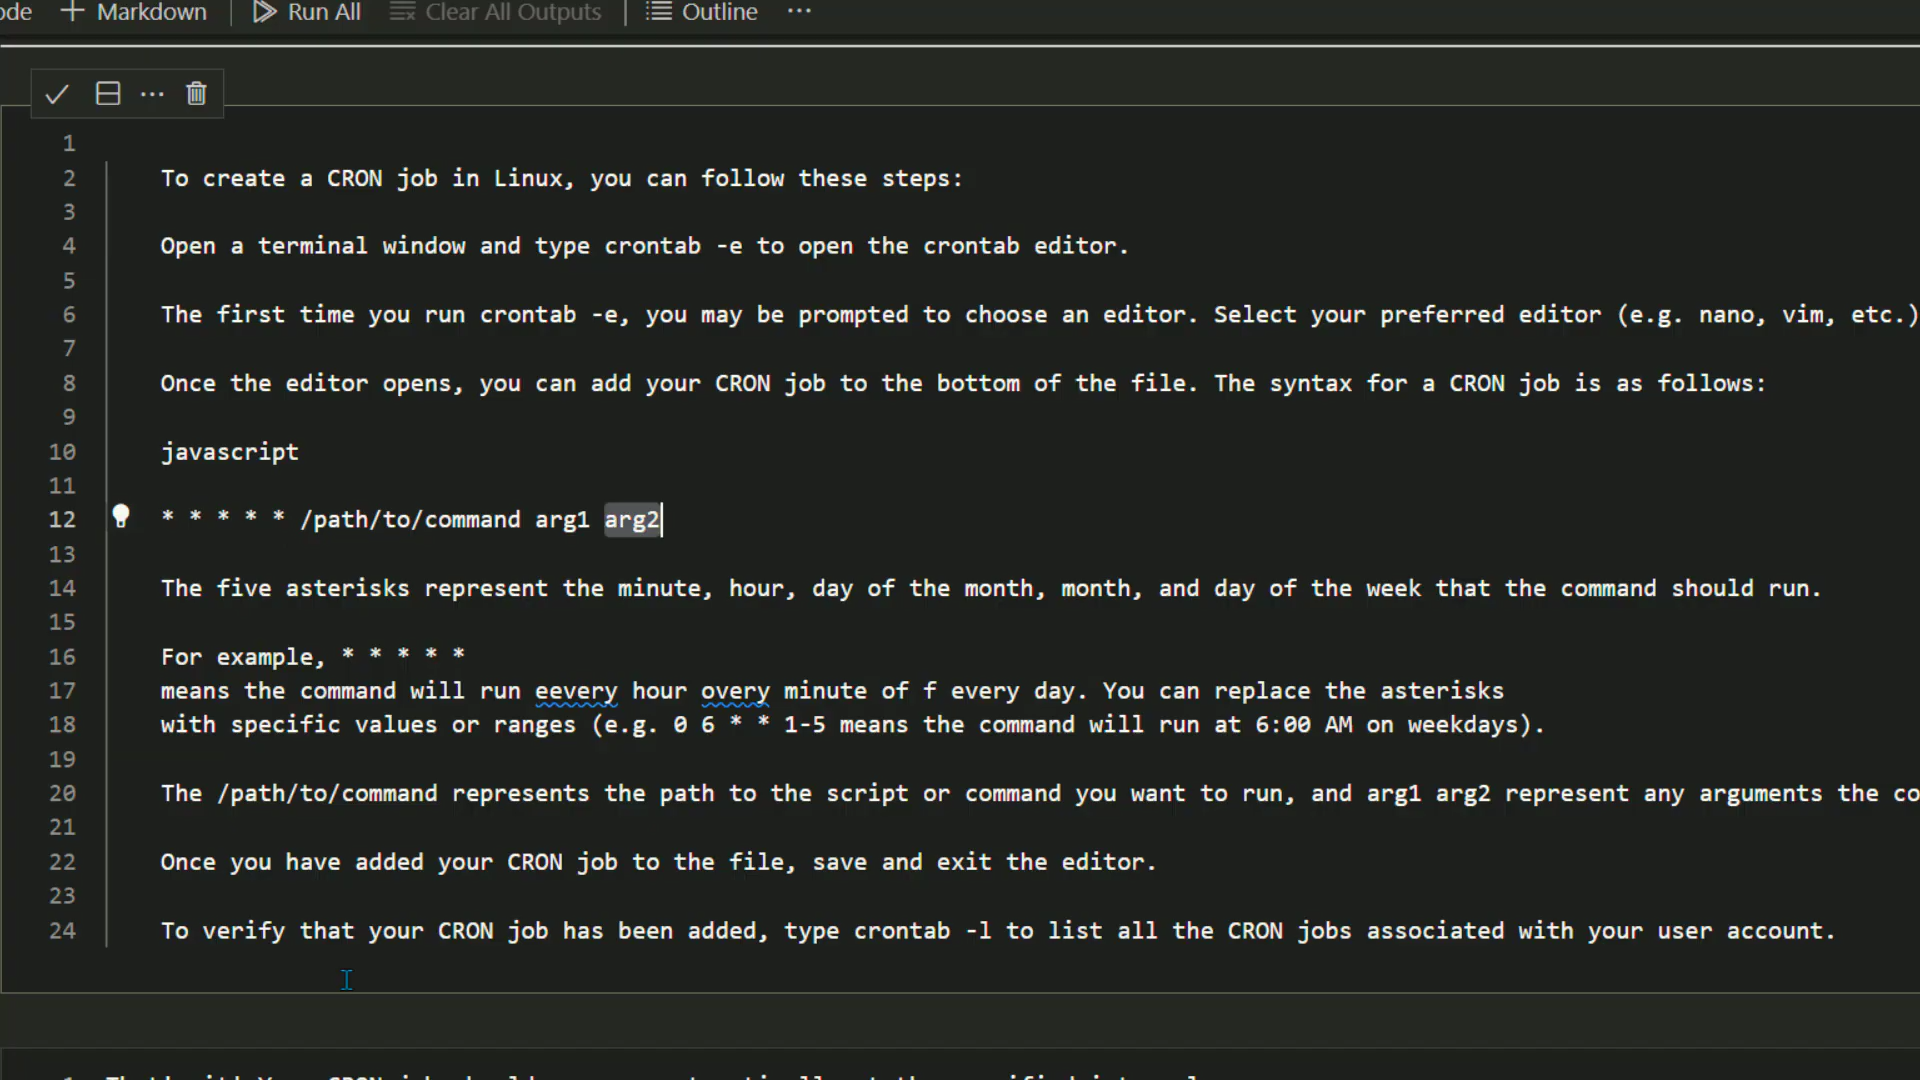 ode + Markdown Run All Clear All Outputs Outline ...
1
2 To create a CRON job in Linux, you can follow these steps:
3
4 Open a terminal window and type crontab -e to open the crontab editor.
5
6 The first time you run crontab -e, you may be prompted to choose an editor. Select your preferred editor (e.g. nano, vim, etc.)
7
8 Once the editor opens, you can add your CRON job to the bottom of the file. The syntax for a CRON job is as follows:
9
10 javascript
11
12 * * * * * /path/to/command arg1 arg2
13
14 The five asterisks represent the minute, hour, day of the month, month, and day of the week that the command should run.
15
16 For example, * * * * *
17 means the command will run eevery hour overy minute of f every day. You can replace the asterisks
18 with specific values or ranges (e.g. 0 6 * * 1-5 means the command will run at 6:00 AM on weekdays).
19
20 The /path/to/command represents the path to the script or command you want to run, and arg1 arg2 represent any arguments the co
21
22 Once you have added your CRON job to the file, save and exit the editor.
23
24 To verify that your CRON job has been added, type crontab -l to list all the CRON jobs associated with your user account.